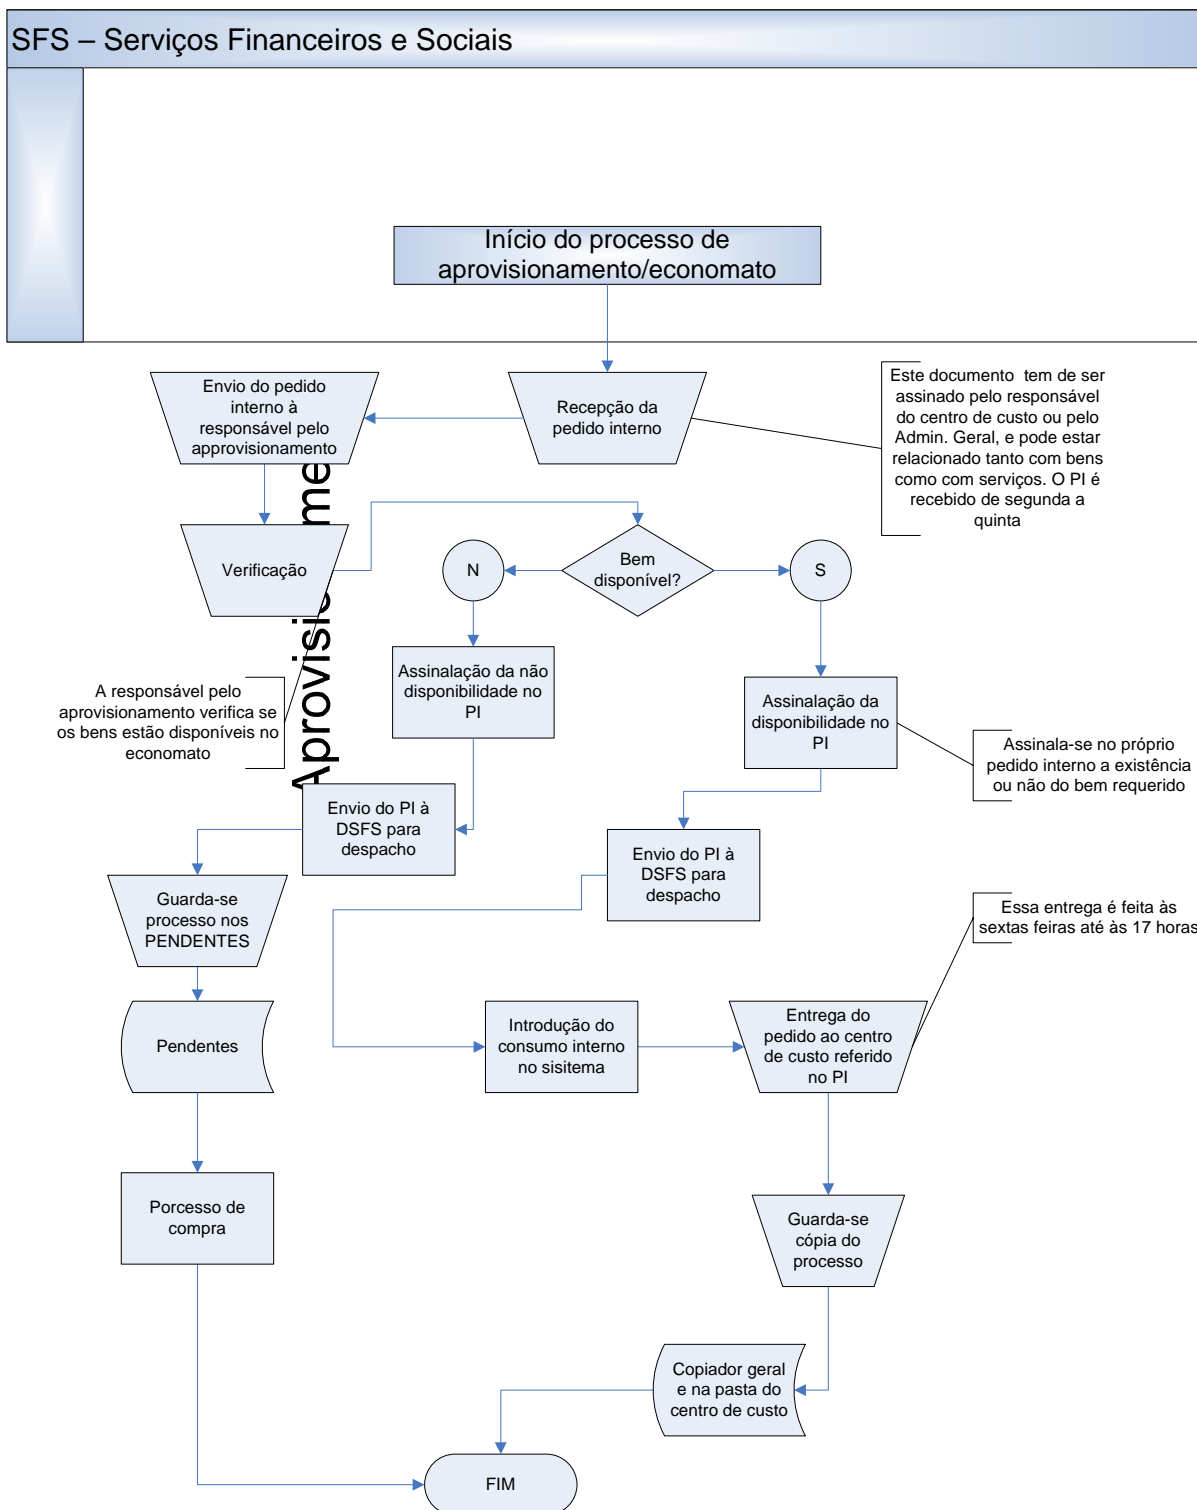 SFS – Serviços Financeiros e Sociais
Início do processo de
aprovisionamento/economato
Envio do pedido
interno à
responsável pelo
approvisionamento
Recepção da
pedido interno
Este documento  tem de ser
assinado pelo responsável
do centro de custo ou pelo
Admin. Geral, e pode estar
relacionado tanto com bens
como com serviços. O PI é
recebido de segunda a
quinta
Verificação
N
Bem
disponível?
S
A responsável pelo
aprovisionamento verifica se
os bens estão disponíveis no
economato
Assinalação da não
disponibilidade no
PI
Assinalação da
disponibilidade no
PI
Assinala-se no próprio
pedido interno a existência
ou não do bem requerido
Envio do PI à
DSFS para
despacho
Envio do PI à
DSFS para
despacho
Guarda-se
processo nos
PENDENTES
Essa entrega é feita às
sextas feiras até às 17 horas
Pendentes
Introdução do
consumo interno
no sisitema
Entrega do
pedido ao centro
de custo referido
no PI
Porcesso de
compra
Guarda-se
cópia do
processo
Copiador geral
e na pasta do
centro de custo
FIM